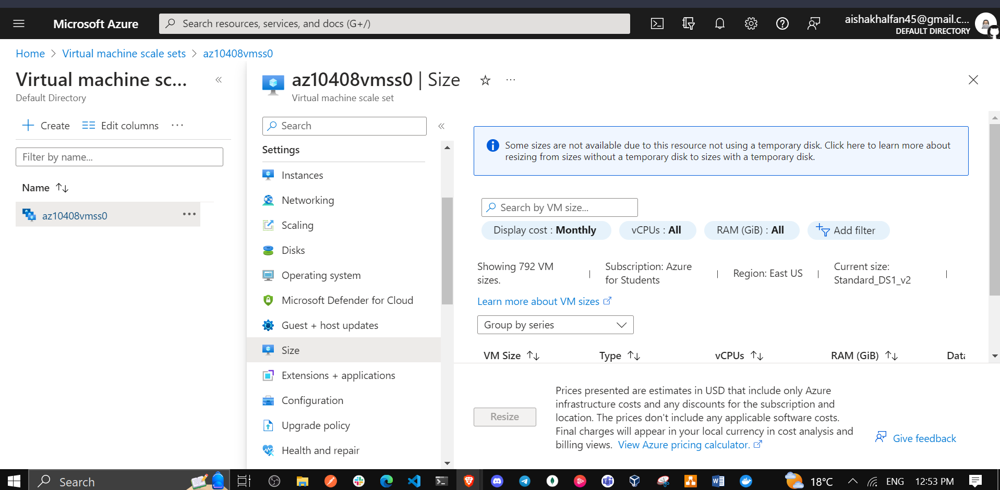 Microsoft Azure
Search resources, services, and docs (G+/)
aishakhalfan45@gmail.c...
DEFAULT DIRECTORY
Home > Virtual machine scale sets > az10408vmss0
Virtual machine sc...
Default Directory
Create
Edit columns
Filter by name...
Name
az10408vmss0
az10408vmss0 | Size
Virtual machine scale set
Search
Settings
Instances
Networking
Scaling
Disks
Operating system
Microsoft Defender for Cloud
Guest + host updates
Size
Extensions + applications
Configuration
Upgrade policy
Health and repair
Some sizes are not available due to this resource not using a temporary disk. Click here to learn more about
resizing from sizes without a temporary disk to sizes with a temporary disk.
Search by VM size...
Display cost : Monthly
vCPUs : All
RAM (GiB) : All
Add filter
Showing 792 VM
sizes.
Subscription: Azure
for Students
Region: East US
Current size:
Standard_DS1_v2
Learn more about VM sizes
Group by series
VM Size
Type
vCPUs
RAM (GiB)
Data
Resize
Prices presented are estimates in USD that include only Azure
infrastructure costs and any discounts for the subscription and
location. The prices don't include any applicable software costs.
Final charges will appear in your local currency in cost analysis and
billing views. View Azure pricing calculator.
Give feedback
Search
18°C
ENG
12:53 PM